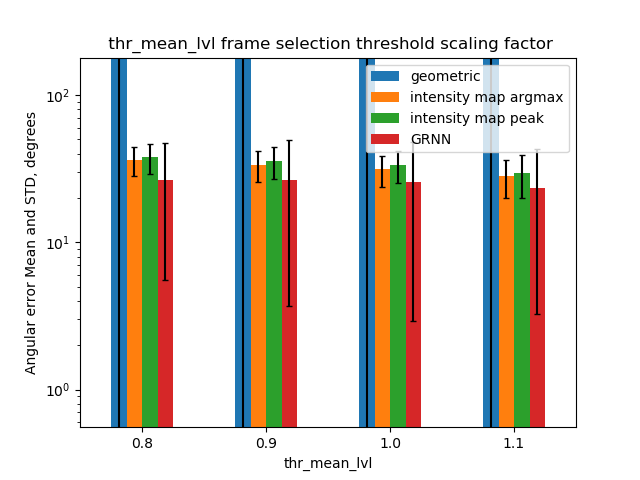 thr_mean_lvl frame selection threshold scaling factor
Angular error Mean and STD, degrees
10²
10¹
10⁰
geometric
intensity map argmax
intensity map peak
GRNN
0.8 0.9 1.0 1.1
thr_mean_lvl